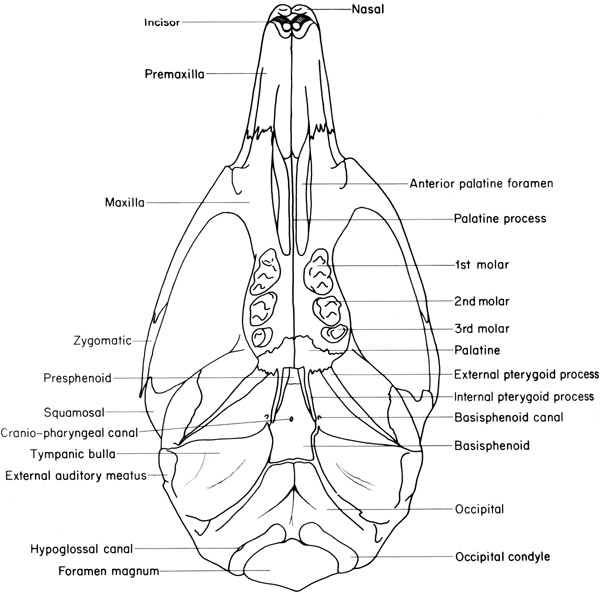 Nasal
Incisor
Premaxilla
Anterior palatine foramen
Maxilla
Palatine process
1st molar
2nd molar
3rd molar
Zygomatic
Palatine
External pterygoid process
Presphenoid
Internal pterygoid process
Squamosal
Basisphenoid canal
Cranio-pharyngeal canal
Basisphenoid
Tympanic bulla
External auditory meatus
Occipital
Hypoglossal canal
Occipital condyle
Foramen magnum